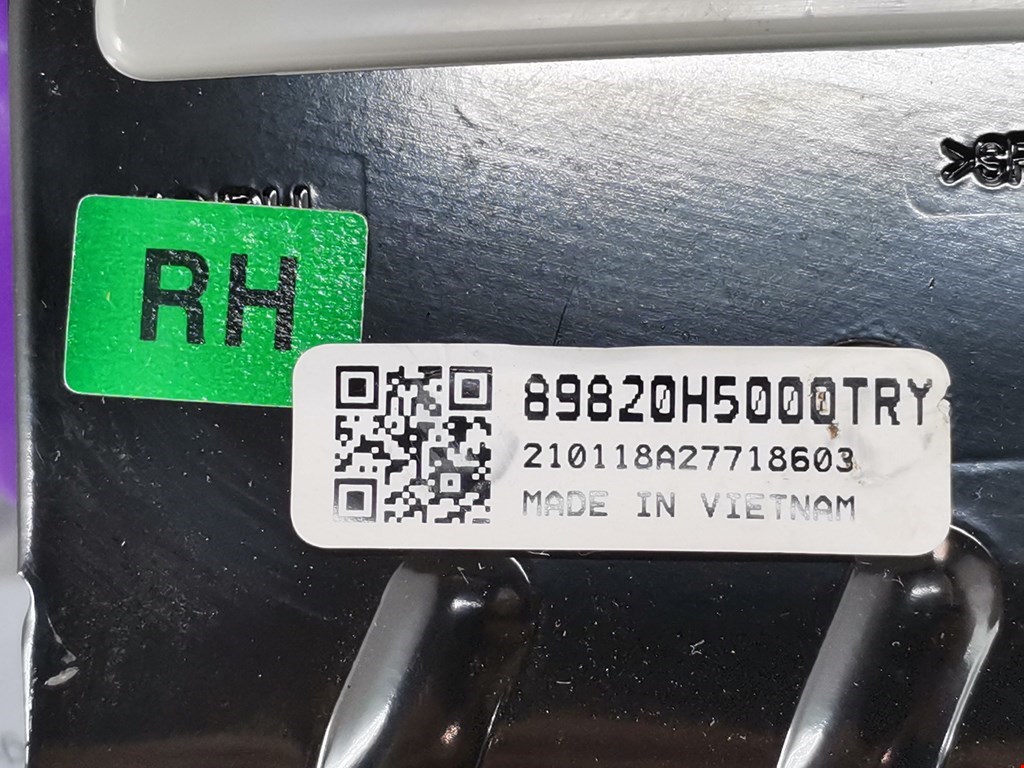 RH
89820H5000TRY
210118A27718603
MADE IN VIETNAM